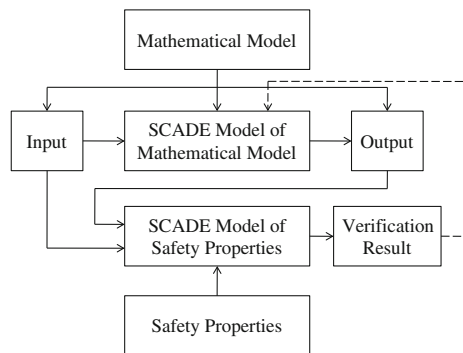 Mathematical Model
Input
SCADE Model of
Mathematical Model
Output
SCADE Model of
Safety Properties
Verification
Result
Safety Properties